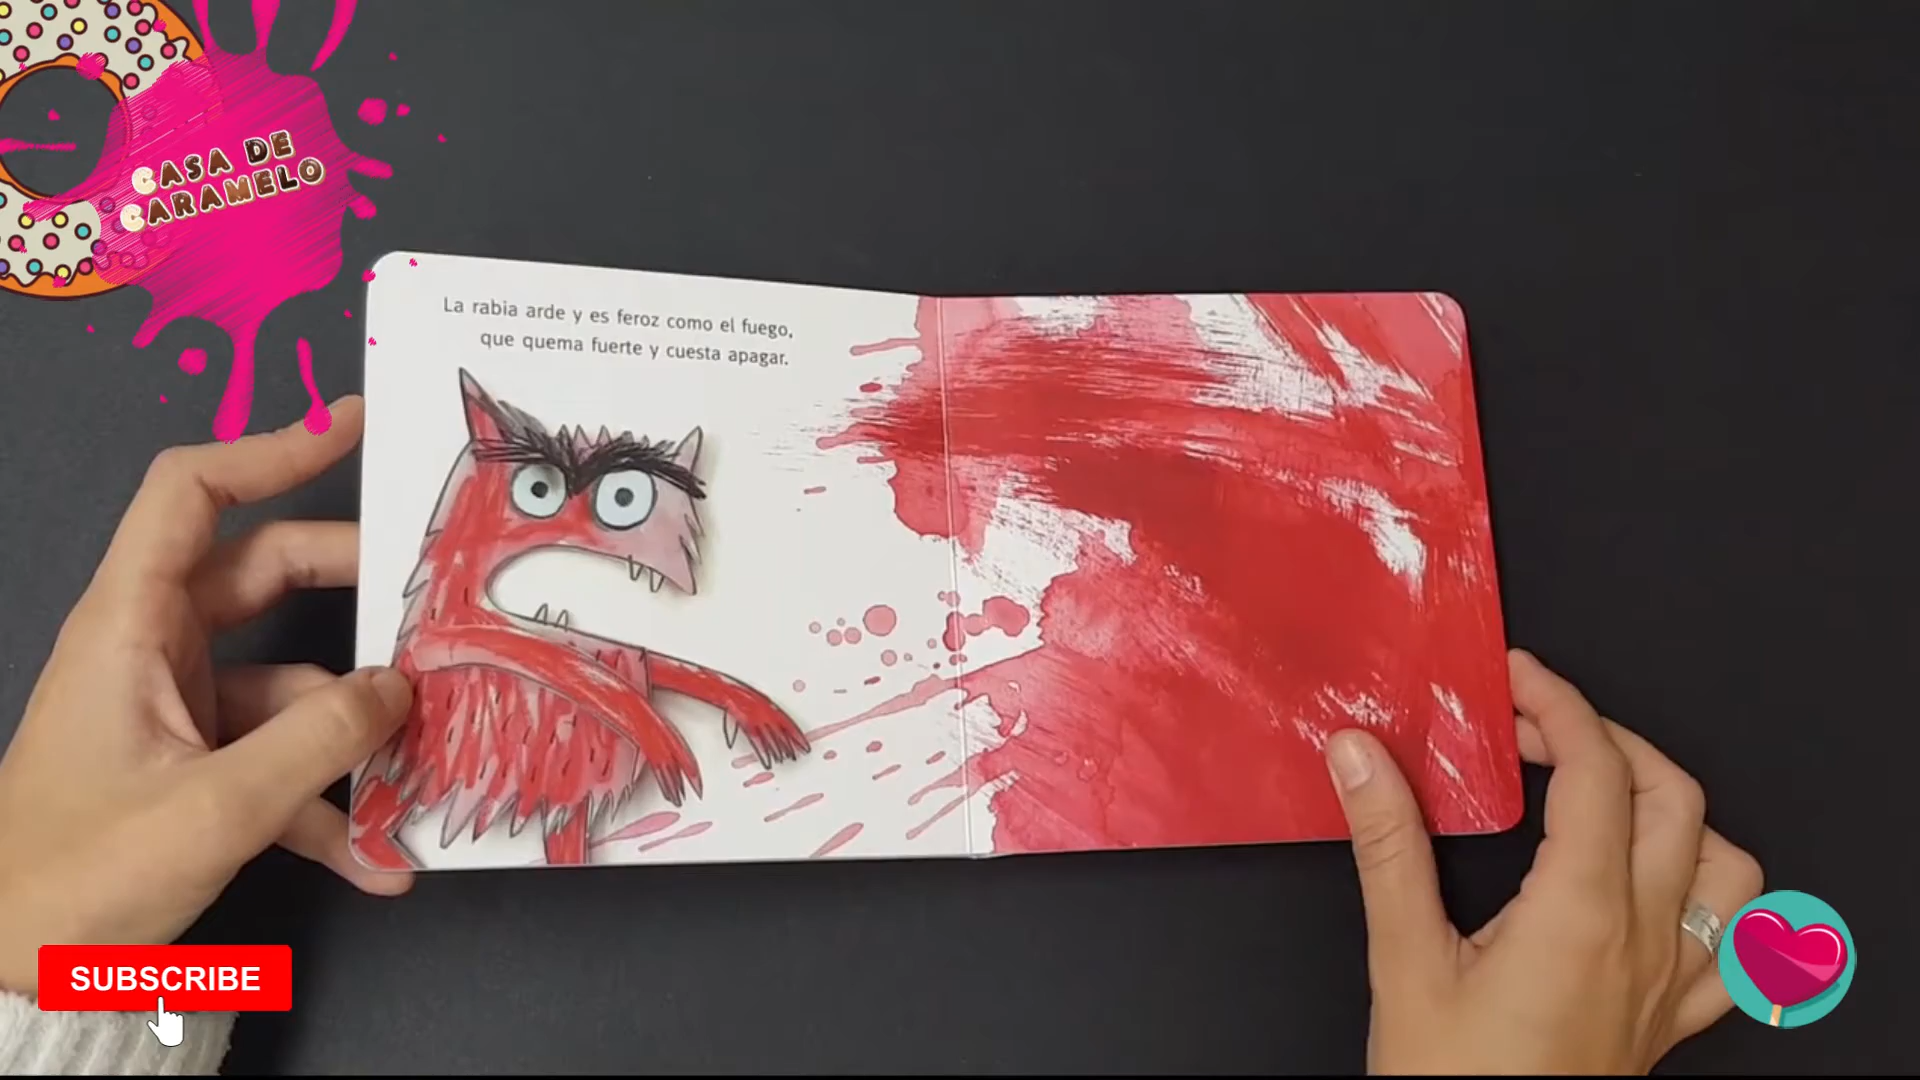 CASA DE
CARAMELO
La rabia arde y es feroz como el fuego,
que quema fuerte y cuesta apagar.
SUBSCRIBE